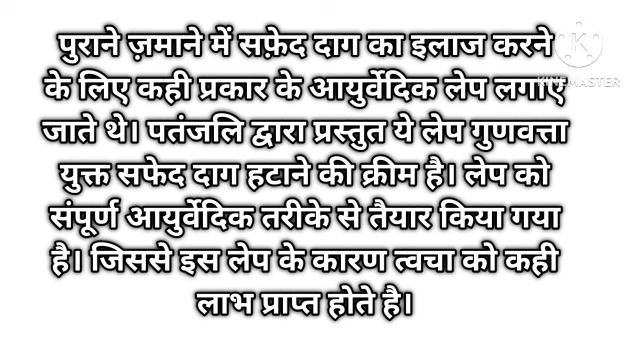 पुराने ज़माने में सफ़ेद दाग का इलाज करने
के लिए कही प्रकार के आयुर्वेदिक लेप लगाए
जाते थे। पतंजलि द्वारा प्रस्तुत ये लेप गुणवत्ता
युक्त सफेद दाग हटाने की क्रीम है। लेप को
संपूर्ण आयुर्वेदिक तरीके से तैयार किया गया
है। जिससे इस लेप के कारण त्वचा को कही
लाभ प्राप्त होते है।
KINEMASTER